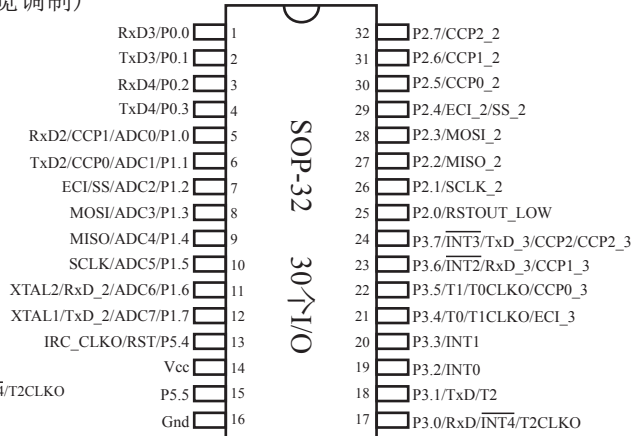 宽调制)
RxD3/P0.0 1
TxD3/P0.1 2
RxD4/P0.2 3
TxD4/P0.3 4
RxD2/CCP1/ADC0/P1.0 5
TxD2/CCP0/ADC1/P1.1 6
ECI/SS/ADC2/P1.2 7
MOSI/ADC3/P1.3 8
MISO/ADC4/P1.4 9
SCLK/ADC5/P1.5 10
XTAL2/RxD_2/ADC6/P1.6 11
XTAL1/TxD_2/ADC7/P1.7 12
IRC_CLKO/RST/P5.4 13
Vcc 14
/T2CLKO
P5.5 15
Gnd 16
SOP-32 30个I/O
32 P2.7/CCP2_2
31 P2.6/CCP1_2
30 P2.5/CCP0_2
29 P2.4/ECI_2/SS_2
28 P2.3/MOSI_2
27 P2.2/MISO_2
26 P2.1/SCLK_2
25 P2.0/RSTOUT_LOW
24 P3.7/INT3/TxD_3/CCP2/CCP2_3
23 P3.6/INT2/RxD_3/CCP1_3
22 P3.5/T1/T0CLKO/CCP0_3
21 P3.4/T0/T1CLKO/ECI_3
20 P3.3/INT1
19 P3.2/INT0
18 P3.1/TxD/T2
17 P3.0/RxD/INT4/T2CLKO